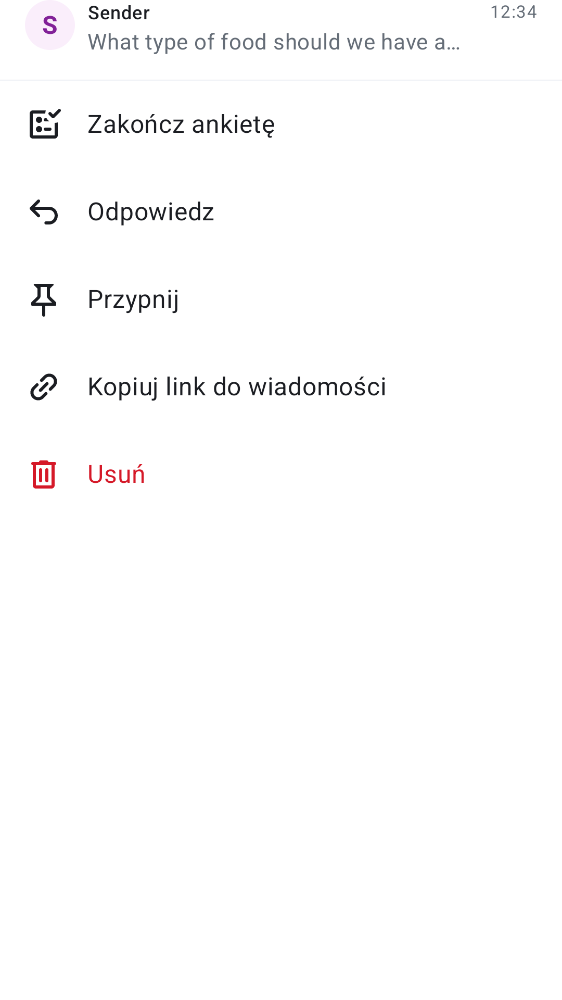 S
Sender
12:34
What type of food should we have a…
Zakończ ankietę
Odpowiedz
Przypnij
Kopiuj link do wiadomości
Usuń